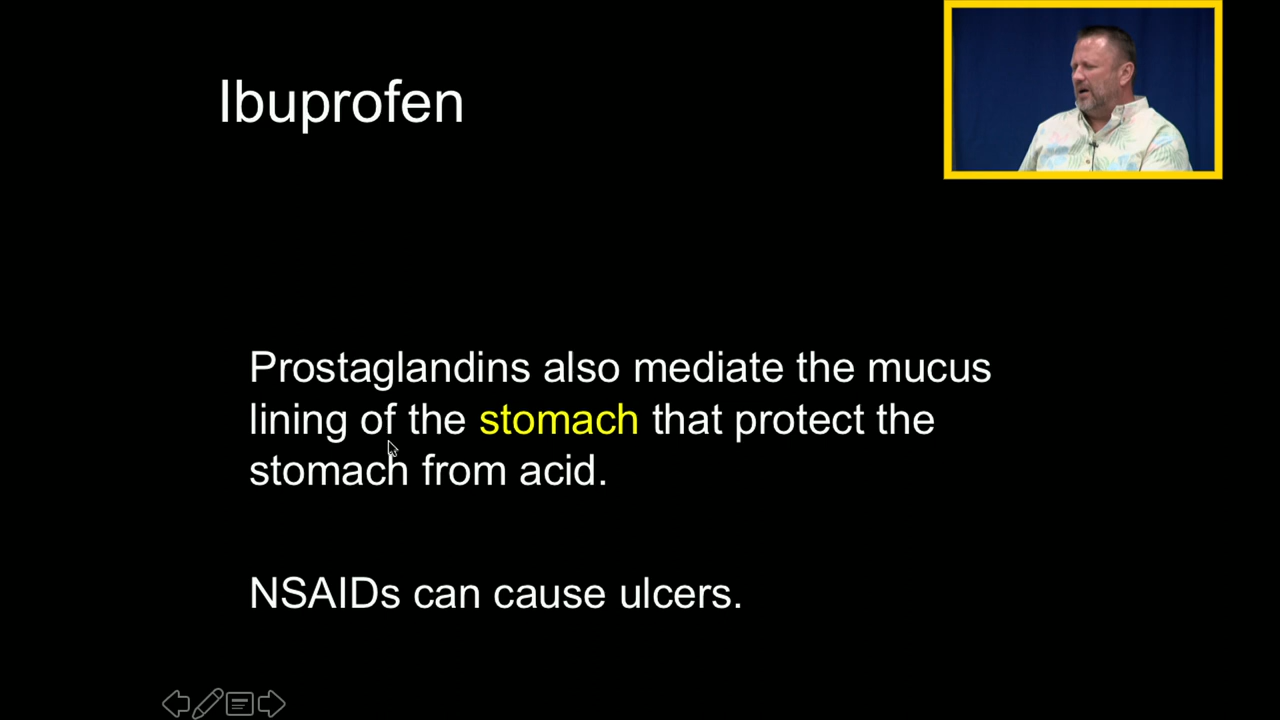 Ibuprofen
Prostaglandins also mediate the mucus
lining of the stomach that protect the
stomach from acid.
NSAIDs can cause ulcers.